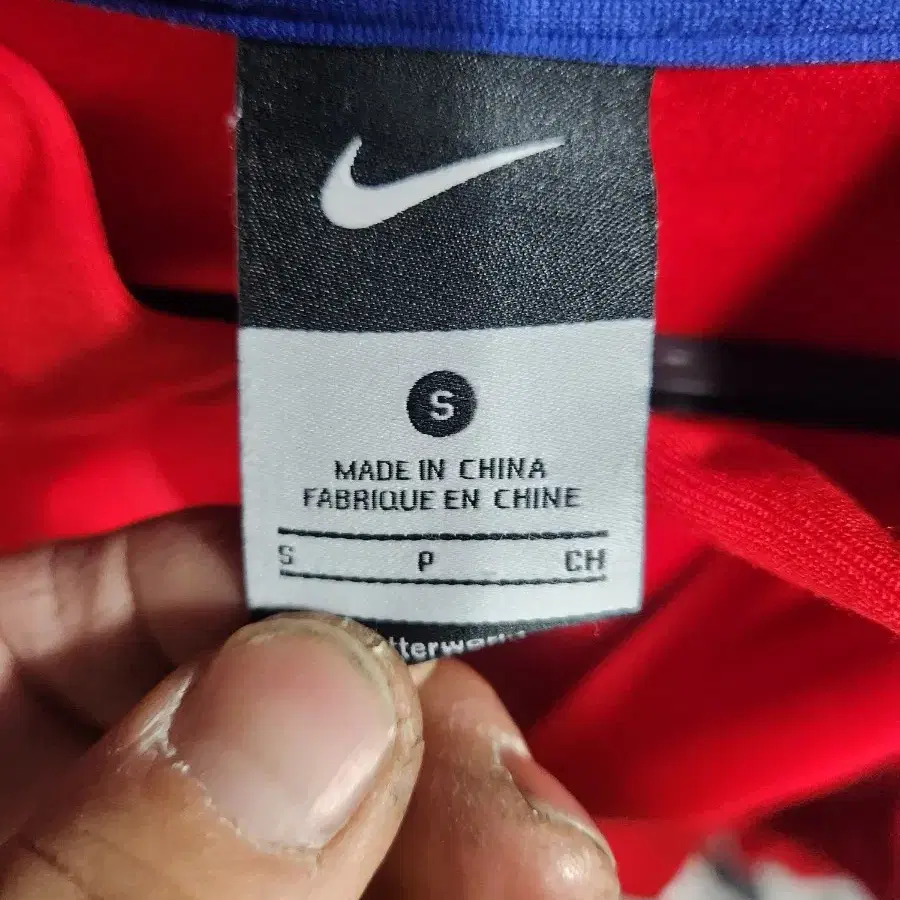 S
MADE IN CHINA
FABRIQUE EN CHINE
S P CH